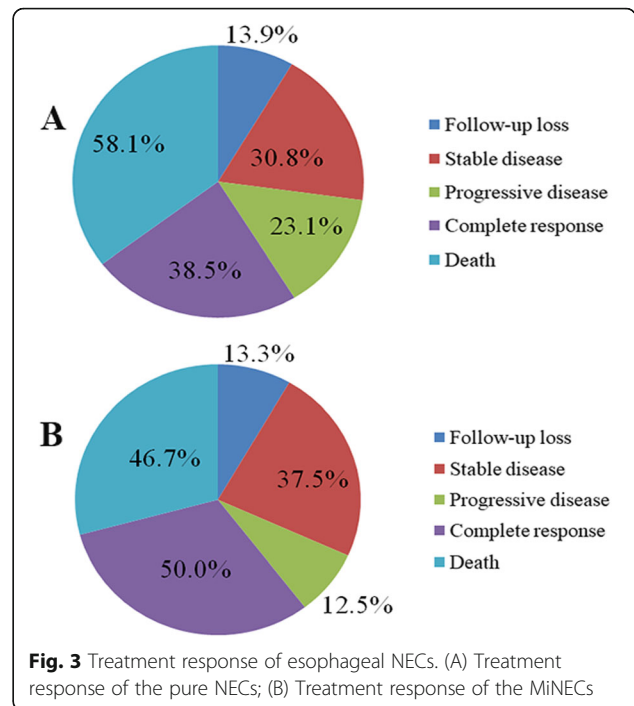 13.9%
A
58.1%
30.8%
23.1%
38.5%
Follow-up loss
Stable disease
Progressive disease
Complete response
Death
13.3%
B
46.7%
37.5%
50.0%
12.5%
Follow-up loss
Stable disease
Progressive disease
Complete response
Death
Fig. 3 Treatment response of esophageal NECs. (A) Treatment
response of the pure NECs; (B) Treatment response of the MiNECs